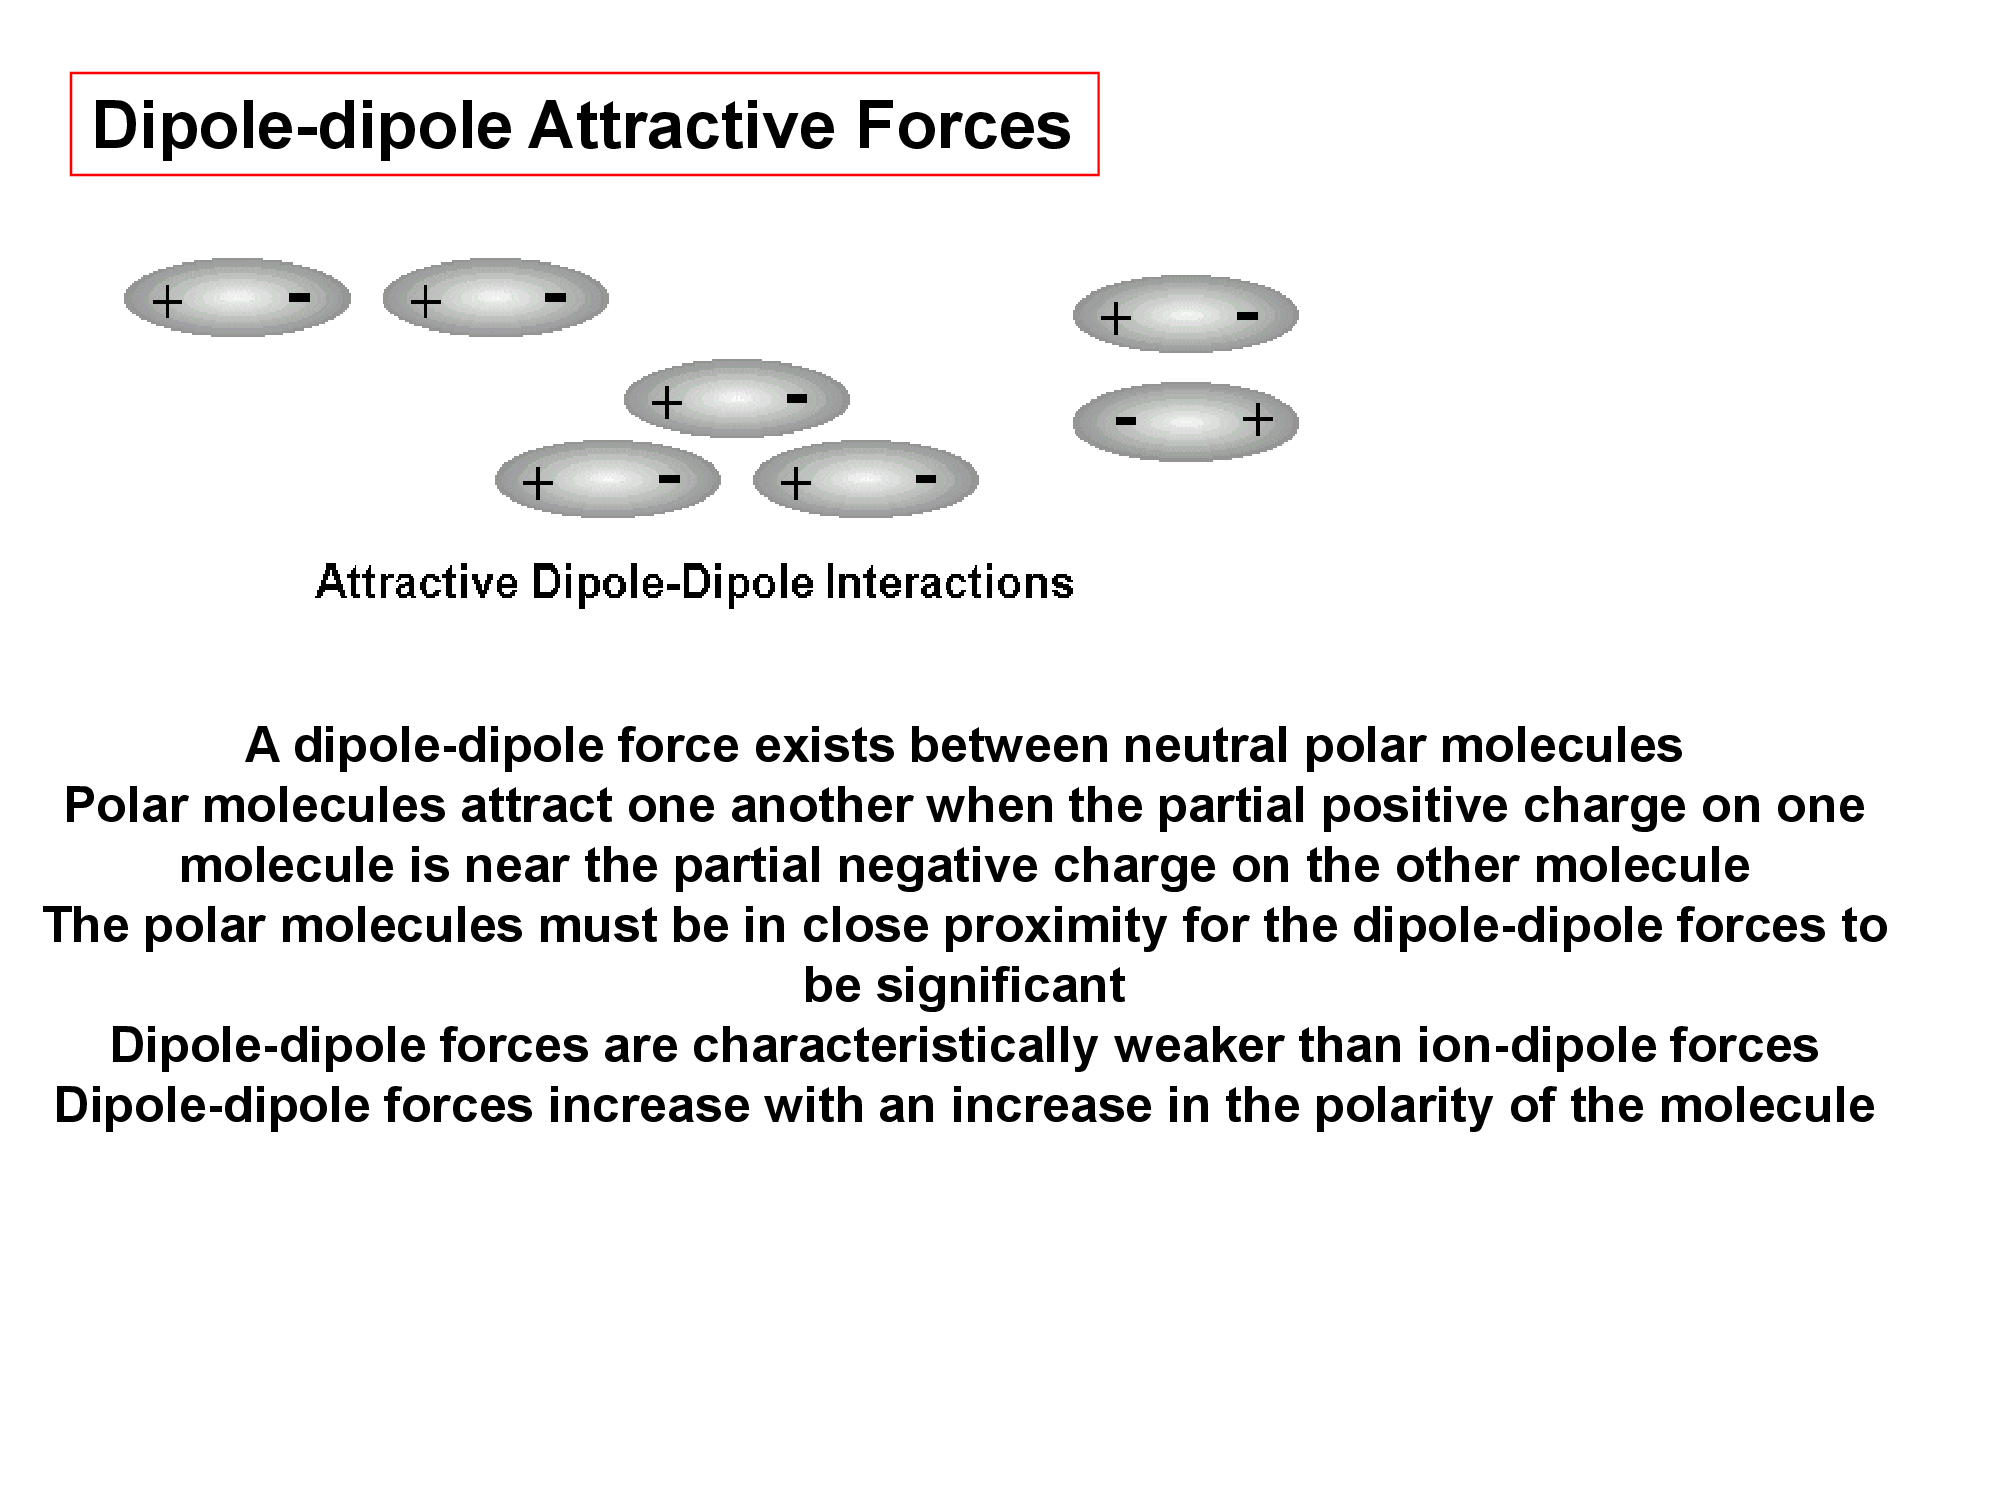 Dipole-dipole Attractive Forces
+ - + -
+ -
+ - + -
+ -
- +
Attractive Dipole-Dipole Interactions
A dipole-dipole force exists between neutral polar molecules
Polar molecules attract one another when the partial positive charge on one
molecule is near the partial negative charge on the other molecule
The polar molecules must be in close proximity for the dipole-dipole forces to
be significant
Dipole-dipole forces are characteristically weaker than ion-dipole forces
Dipole-dipole forces increase with an increase in the polarity of the molecule